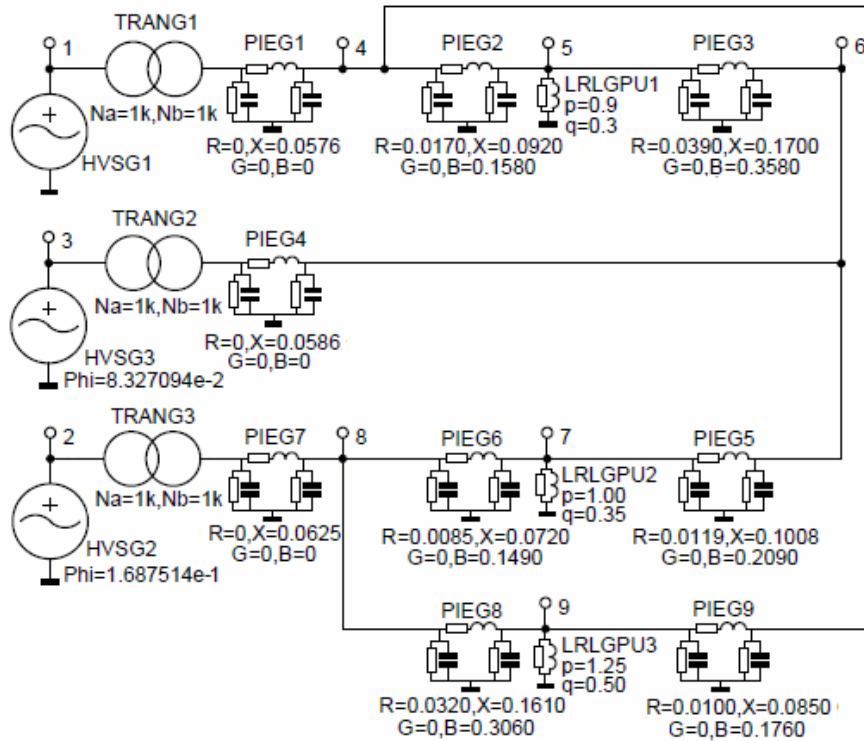 TRANG1
1
PIEG1
4
PIEG2
5
PIEG3
6
+
LRLGPU1
p=0.9
q=0.3
Na=1k,Nb=1k
HVSG1
R=0,X=0.0576
G=0,B=0
R=0.0170,X=0.0920
G=0,B=0.1580
R=0.0390,X=0.1700
G=0,B=0.3580
TRANG2
3
PIEG4
+
Na=1k,Nb=1k
HVSG3
Phi=8.327094e-2
R=0,X=0.0586
G=0,B=0
TRANG3
2
PIEG7
8
PIEG6
7
PIEG5
+
LRLGPU2
p=1.00
q=0.35
Na=1k,Nb=1k
HVSG2
Phi=1.687514e-1
R=0,X=0.0625
G=0,B=0
R=0.0085,X=0.0720
G=0,B=0.1490
R=0.0119,X=0.1008
G=0,B=0.2090
PIEG8
9
PIEG9
LRLGPU3
p=1.25
q=0.50
R=0.0320,X=0.1610
G=0,B=0.3060
R=0.0100,X=0.0850
G=0,B=0.1760